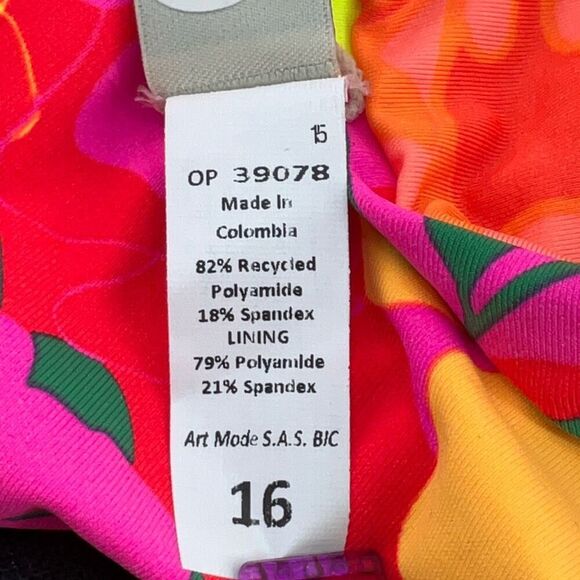 15
OP 39078
Made In
Colombia
82% Recycled
Polyamide
18% Spandex
LINING
79% Polyamide
21% Spandex
Art Mode S.A.S. BIC
16